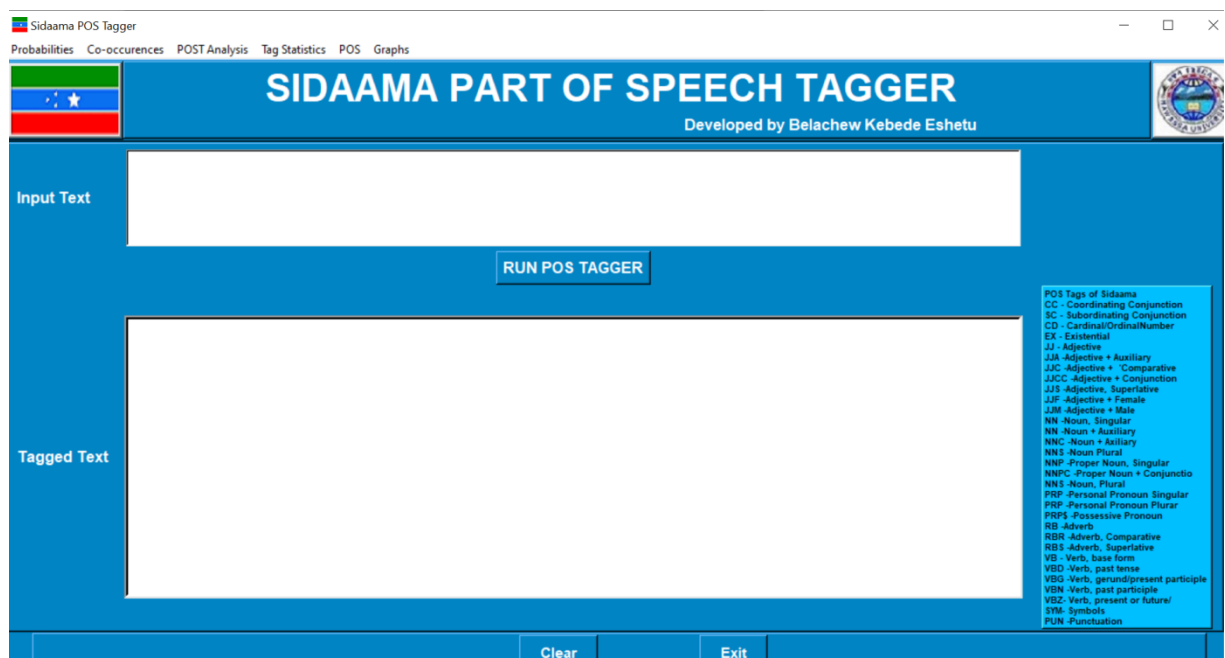 Sidaama POS Tagger
Probabilities Co-occurences POST Analysis Tag Statistics POS Graphs
SIDAAMA PART OF SPEECH TAGGER
Developed by Belachew Kebede Eshetu
Input Text
RUN POS TAGGER
Tagged Text
POS Tags of Sidaama
CC - Coordinating Conjunction
SC - Subordinating Conjunction
CD - Cardinal/OrdinalNumber
EX - Existential
JJ - Adjective
JJA -Adjective + Auxiliary
JJC -Adjective + 'Comparative
JJCC -Adjective + Conjunction
JJS -Adjective, Superlative
JJF -Adjective + Female
JJM -Adjective + Male
NN -Noun, Singular
NN -Noun + Auxiliary
NNC -Noun + Axiliary
NNS -Noun Plural
NNP -Proper Noun, Singular
NNPC -Proper Noun + Conjunctio
NNS -Noun, Plural
PRP -Personal Pronoun Singular
PRP -Personal Pronoun Plurar
PRP$ -Possessive Pronoun
RB -Adverb
RBR -Adverb, Comparative
RBS -Adverb, Superlative
VB - Verb, base form
VBD -Verb, past tense
VBG -Verb, gerund/present participle
VBN -Verb, past participle
VBZ- Verb, present or future/
SYM- Symbols
PUN -Punctuation
Clear Exit